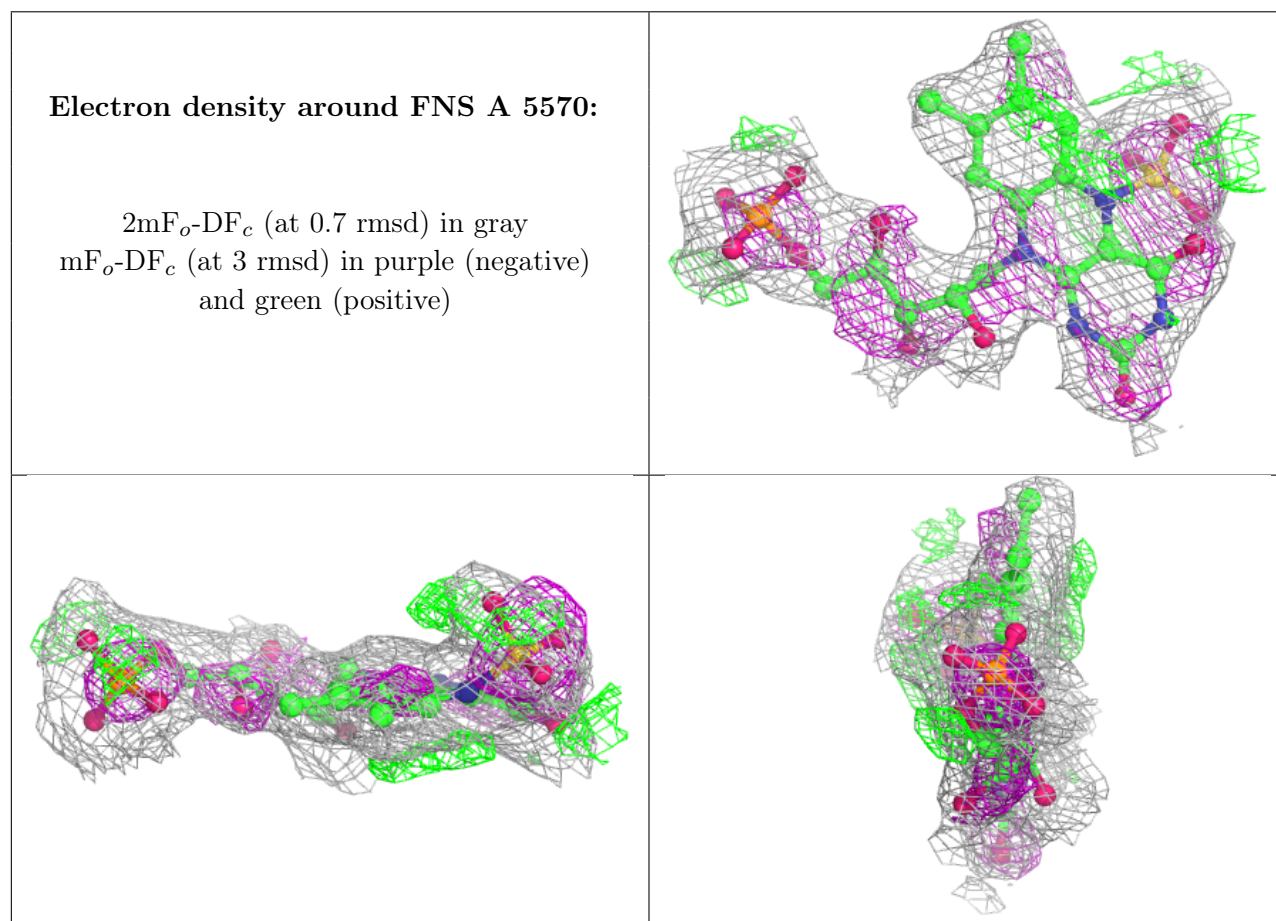 Electron density around FNS A 5570:
2mFo-DFc (at 0.7 rmsd) in gray
mFo-DFc (at 3 rmsd) in purple (negative)
and green (positive)